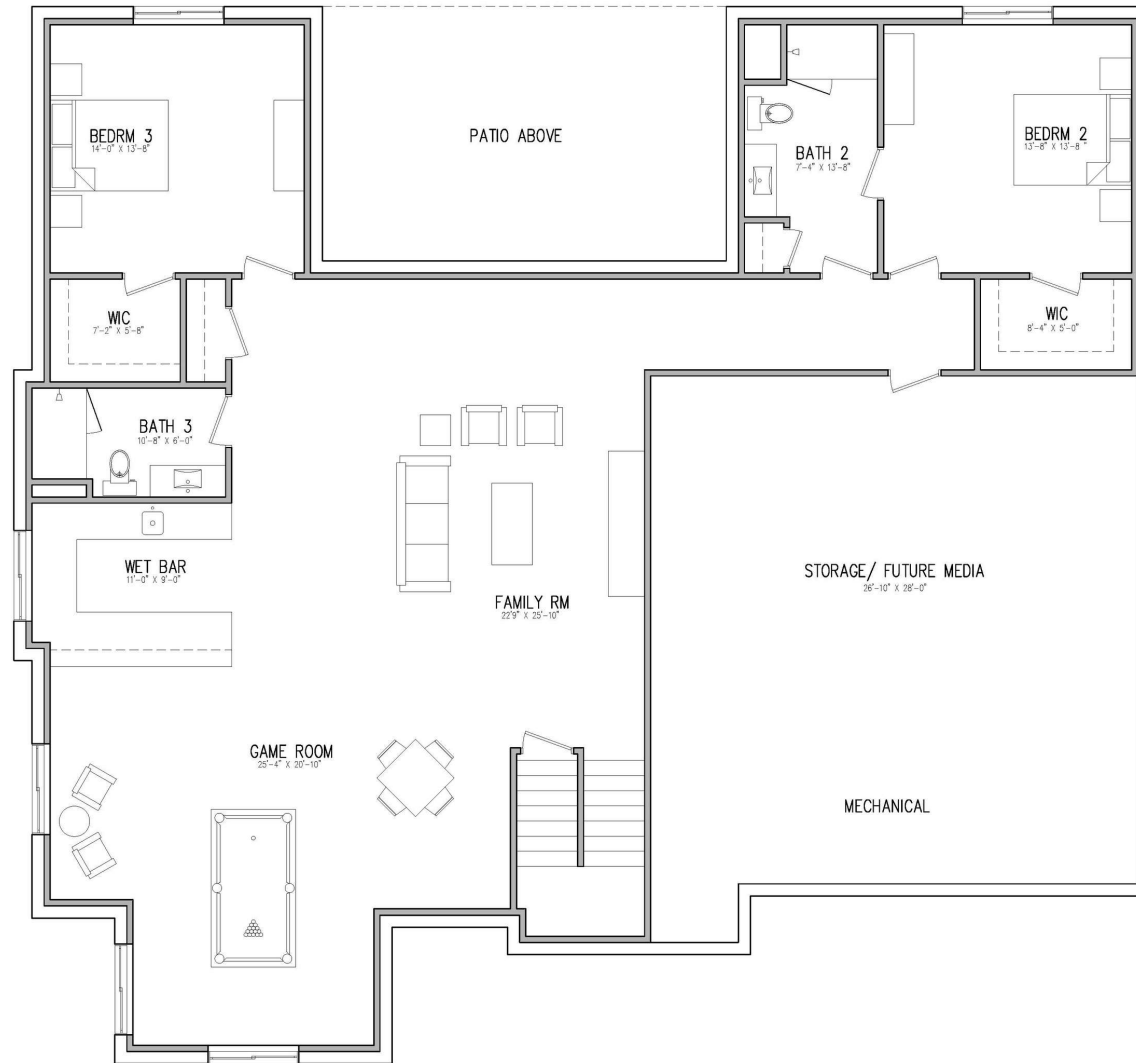 BEDRM 3
14'-0" X 13'-8"
PATIO ABOVE
BATH 2
7'-4" X 13'-8"
BEDRM 2
13'-8" X 13'-8 "
WIC
7'-2" X 5'-8"
WIC
8'-4" X 5'-0"
BATH 3
10'-8" X 6'-0"
WET BAR
11'-0" X 9'-0"
FAMILY RM
22'9" X 25'-10"
STORAGE/ FUTURE MEDIA
26'-10" X 28'-0"
GAME ROOM
25'-4" X 20'-10"
MECHANICAL